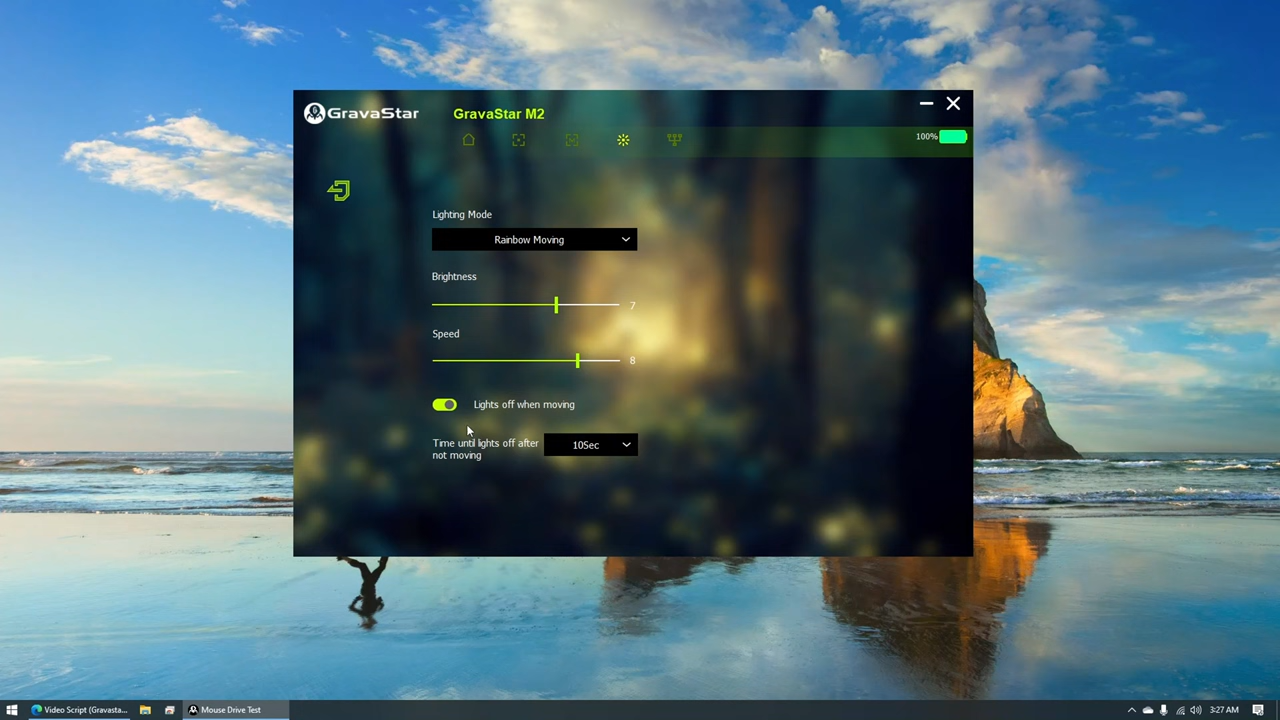 GravaStar
GravaStar M2
100%
Lighting Mode
Rainbow Moving
Brightness
7
Speed
8
Lights off when moving
Time until lights off after
not moving
10Sec
Video Script (Gravasta...
Mouse Drive Test
3:27 AM